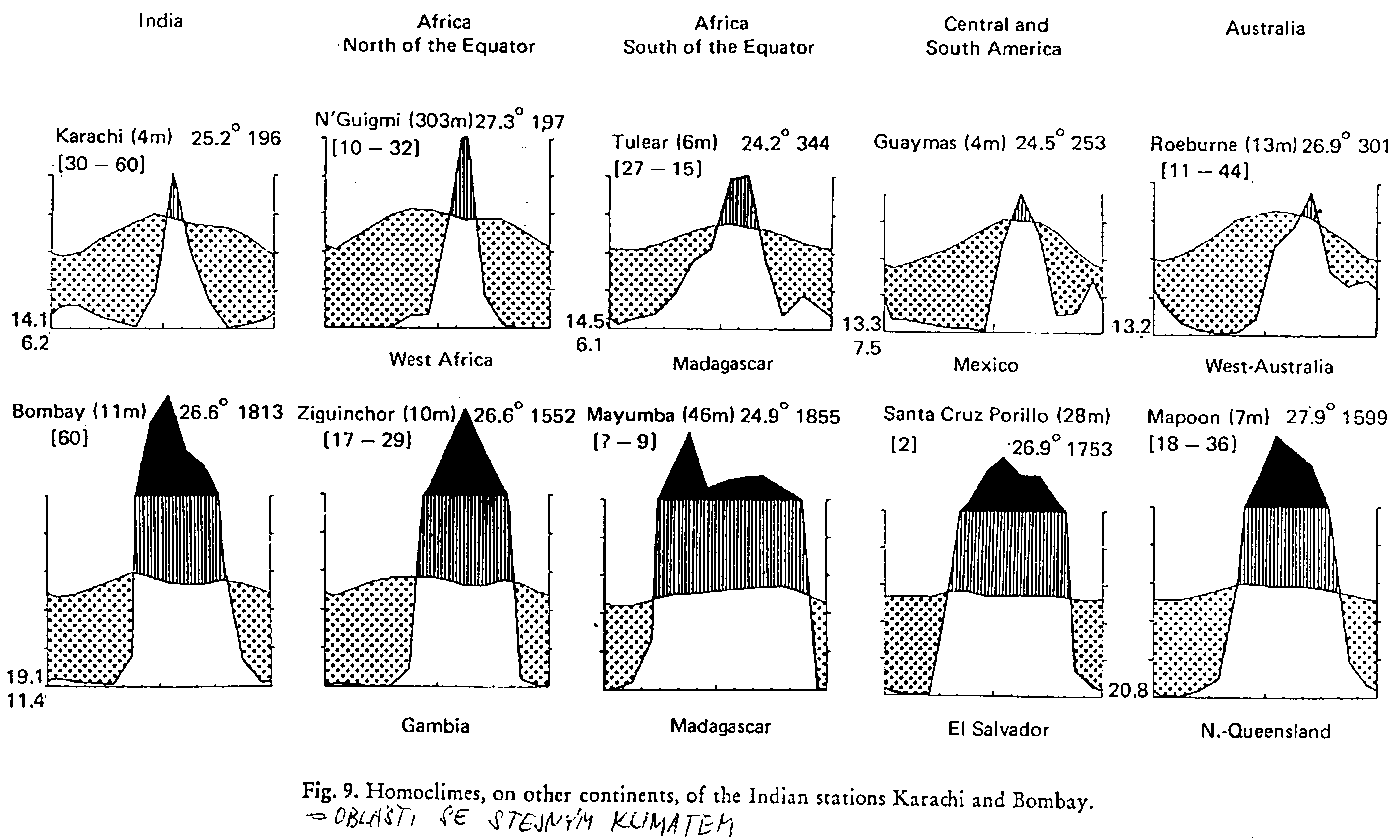 India
Africa
North of the Equator
Africa
South of the Equator
Central and
South America
Australia
Karachi (4m) 25.2° 196
[30 – 60]
14.1
6.2
N'Guigmi (303m) 27.3° 197
[10 – 32]
West Africa
Tulear (6m) 24.2° 344
[27 – 15]
14.5
6.1
Madagascar
Guaymas (4m) 24.5° 253
13.3
7.5
Mexico
Roeburne (13m) 26.9° 301
[11 – 44]
13.2
West-Australia
Bombay (11m) 26.6° 1813
[60]
19.1
11.4
Ziguinchor (10m) 26.6° 1552
[17 – 29]
Gambia
Mayumba (46m) 24.9° 1855
[? – 9]
Madagascar
Santa Cruz Porillo (28m)
[2] 26.9° 1753
El Salvador
Mapoon (7m) 27.9° 1599
[18 – 36]
20.8
N.-Queensland
Fig. 9. Homoclimes, on other continents, of the Indian stations Karachi and Bombay.
→ OBLASTI SE STEJNÝM KLIMATEM